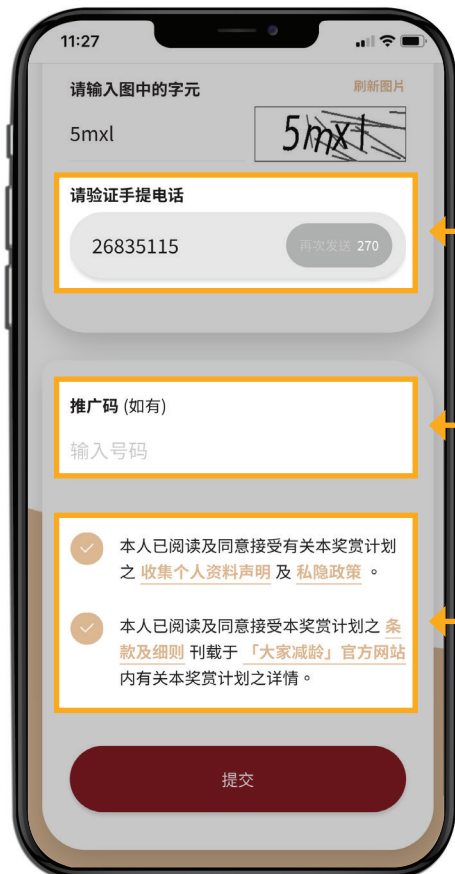 11:27
请输入图中的字元
刷新图片
5mxl
5mxl
请验证手提电话
26835115
再次发送 270
推广码 (如有)
输入号码
本人已阅读及同意接受有关本奖赏计划
之 收集个人资料声明 及 私隐政策 。
本人已阅读及同意接受本奖赏计划之 条
款及细则 刊载于 「大家减龄」官方网站
内有关本奖赏计划之详情。
提交